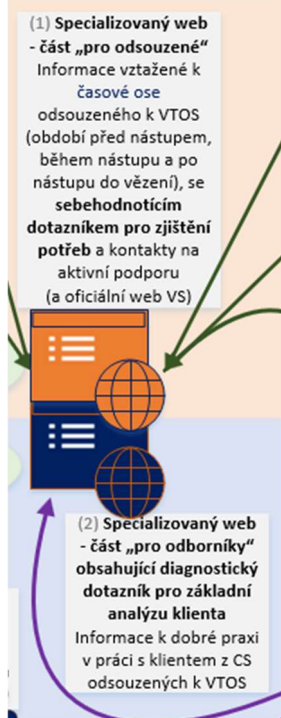 (1) Specializovaný web
- část „pro odsouzené“
Informace vztažené k
časové ose
odsouzeného k VTOS
(období před nástupem,
během nástupu a po
nástupu do vězení), se
sebehodnotícím
dotazníkem pro zjištění
potřeb a kontakty na
aktivní podporu
(a oficiální web VS)
(2) Specializovaný web
- část „pro odborníky“
obsahující diagnostický
dotazník pro základní
analýzu klienta
Informace k dobré praxi
v práci s klientem z CS
odsouzených k VTOS